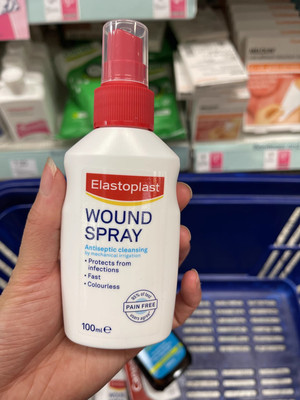 Elastoplast
WOUND
SPRAY
Antiseptic cleansing
by mechanical irrigation
• Protects from
infections
• Fast
• Colourless
PAIN FREE
100ml e